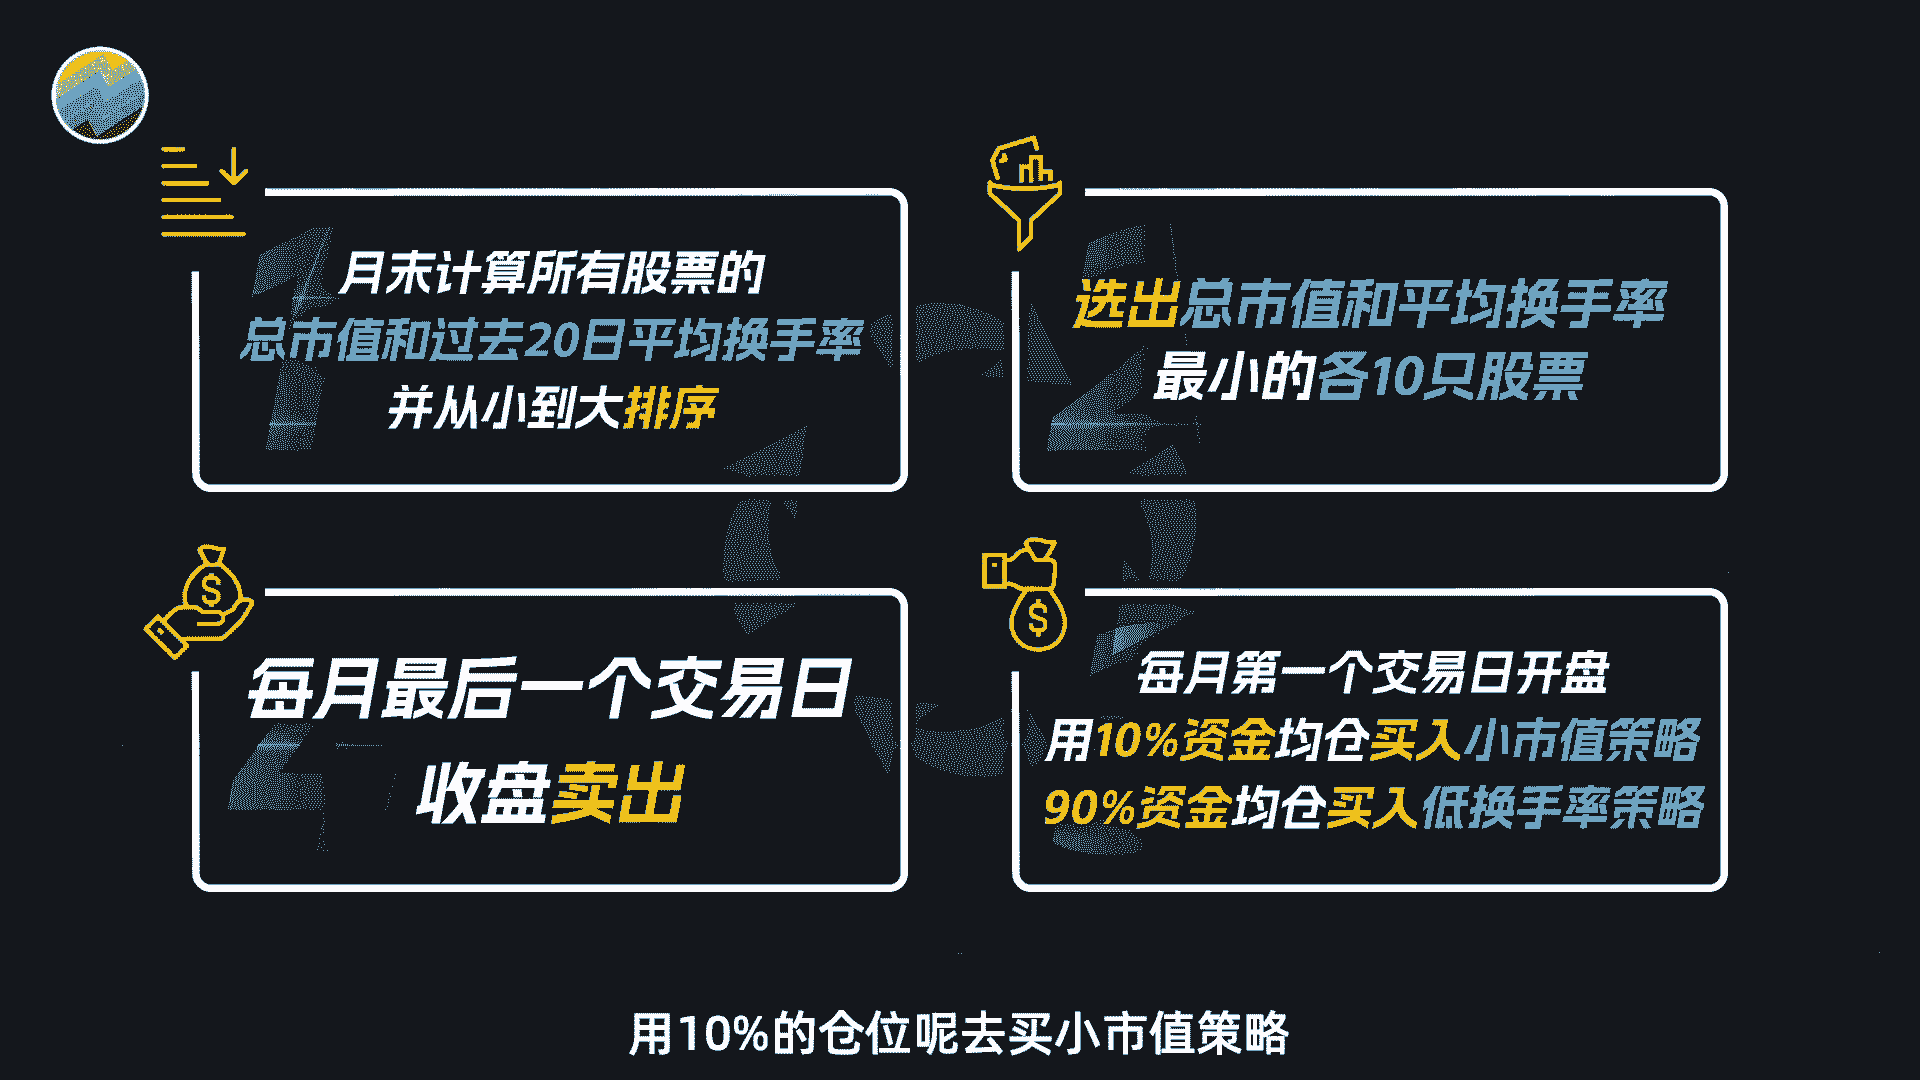 月末计算所有股票的
总市值和过去20日平均换手率
并从小到大排序
选出总市值和平均换手率
最小的各10只股票
每月最后一个交易日
收盘卖出
每月第一个交易日开盘
用10%资金均仓买入小市值策略
90%资金均仓买入低换手率策略
用10%的仓位呢去买小市值策略